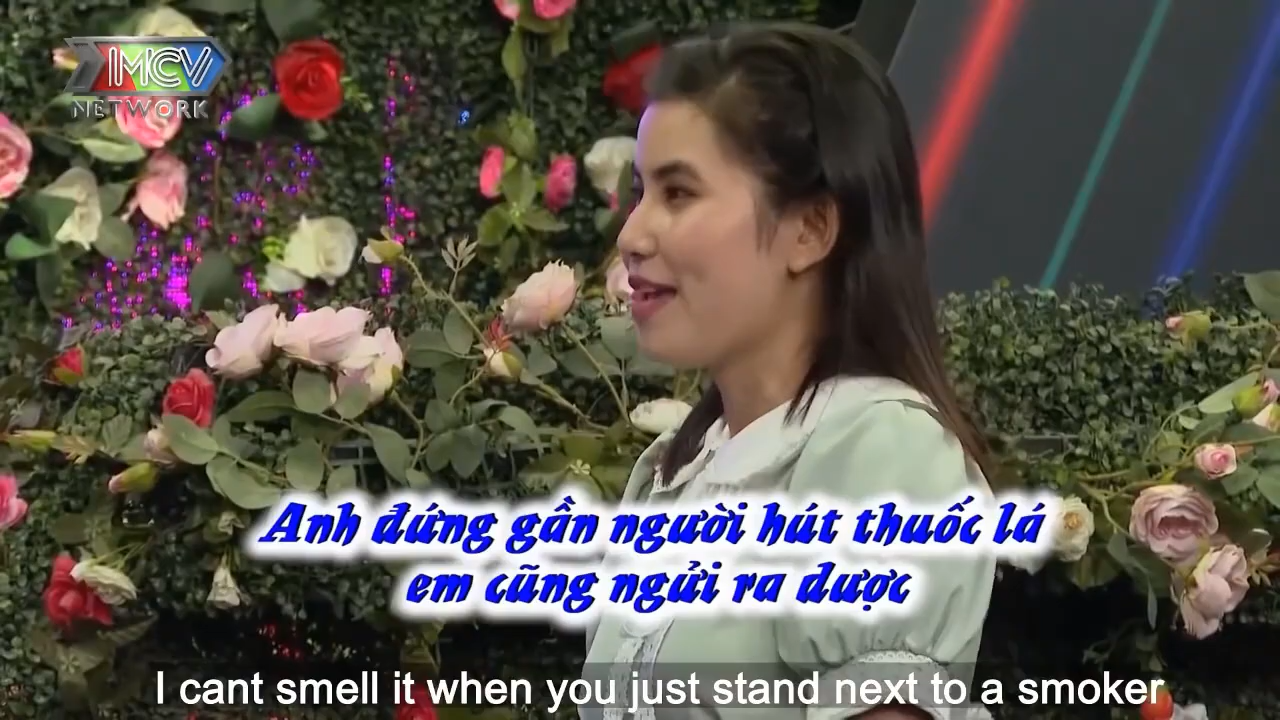 MCV
NETWORK
Anh đứng gần người hút thuốc lá
em cũng ngửi ra dược
I cant smell it when you just stand next to a smoker